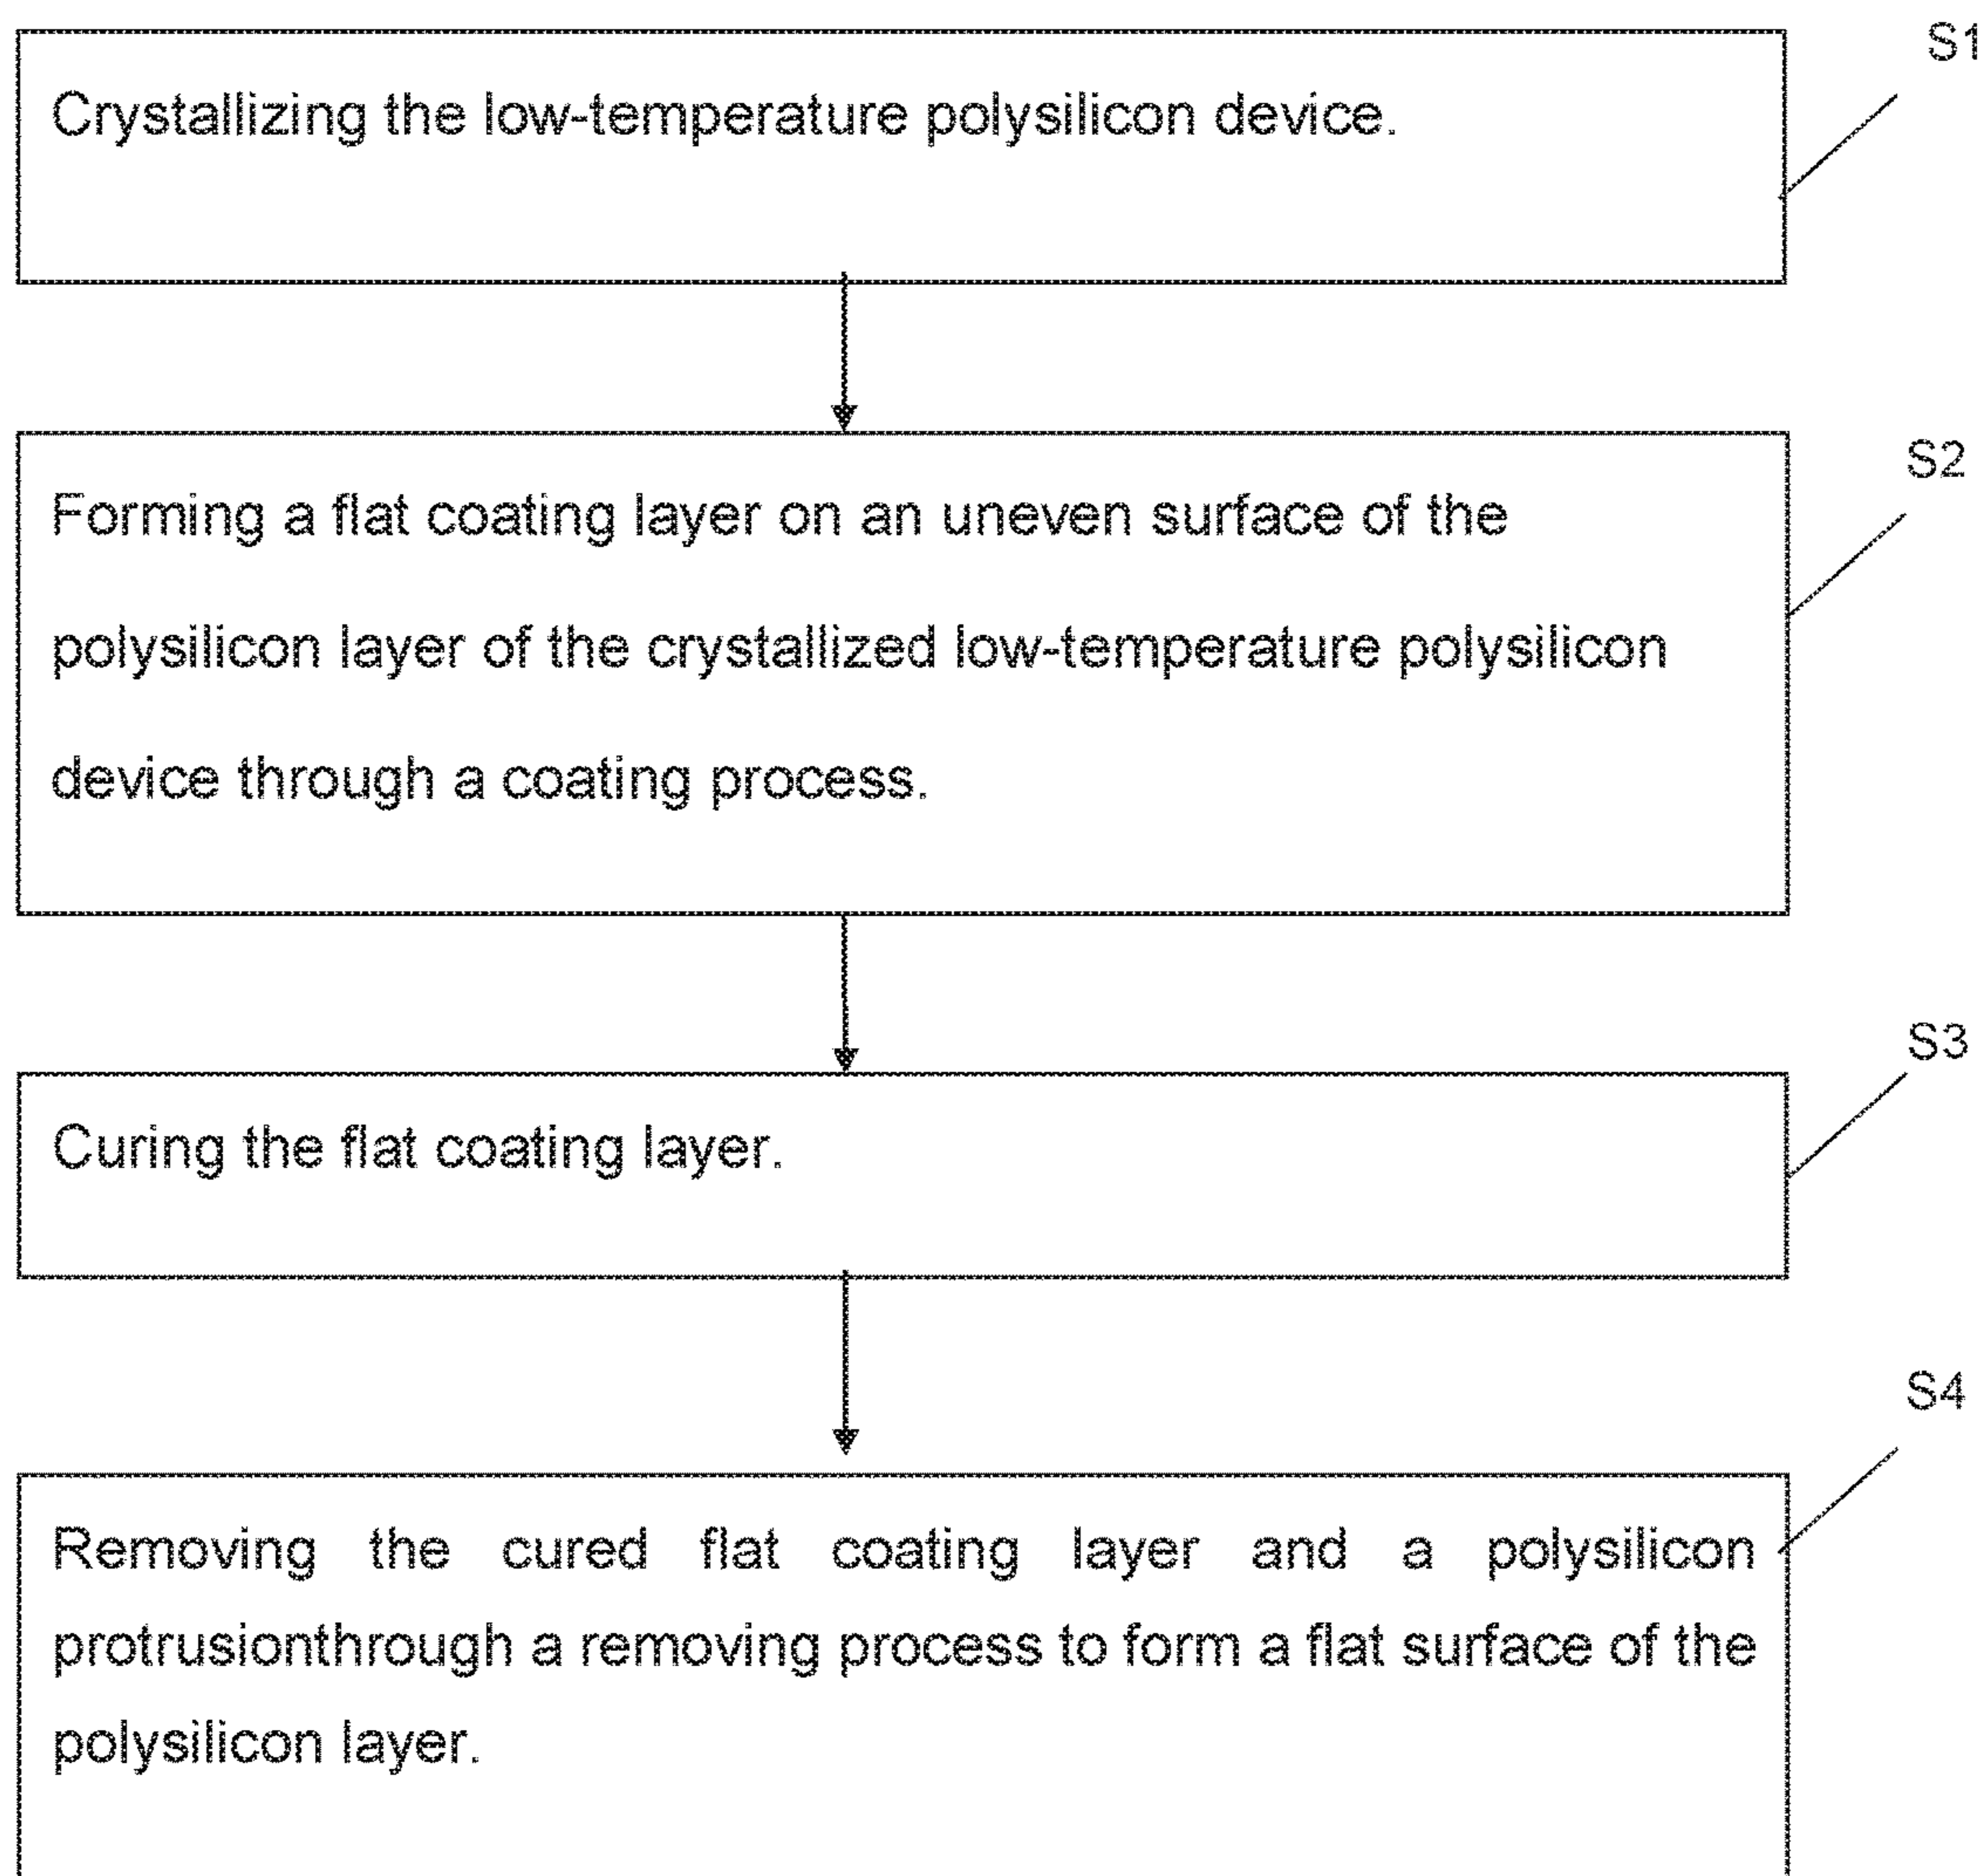 S1
Crystallizing the low-temperature polysilicon device.
S2
Forming a flat coating layer on an uneven surface of the
polysilicon layer of the crystallized low-temperature polysilicon
device through a coating process.
S3
Curing the flat coating layer.
S4
Removing the cured flat coating layer and a polysilicon
protrusionthrough a removing process to form a flat surface of the
polysilicon layer.